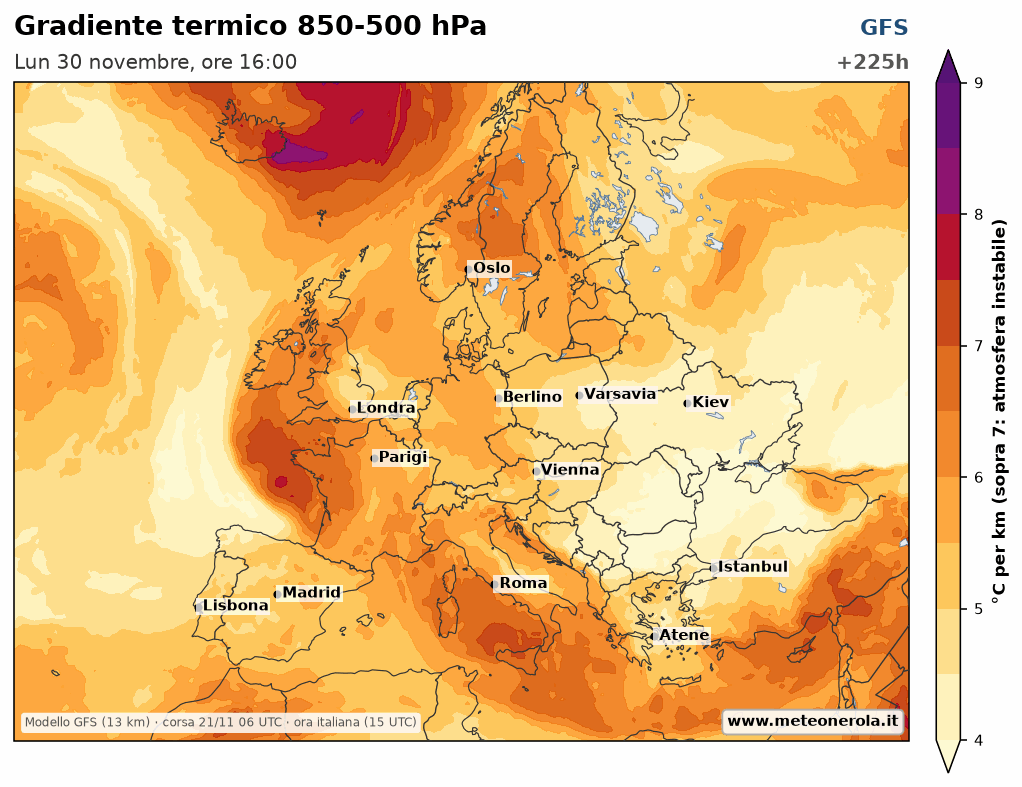 Gradiente termico 850-500 hPa
GFS
Lun 30 novembre, ore 16:00
+225h
Oslo
Berlino
Varsavia
Kiev
Londra
Parigi
Vienna
Istanbul
Roma
Madrid
Lisbona
Atene
Modello GFS (13 km) · corsa 21/11 06 UTC · ora italiana (15 UTC)
www.meteonerola.it
9
8
7
6
5
4
°C per km (sopra 7: atmosfera instabile)